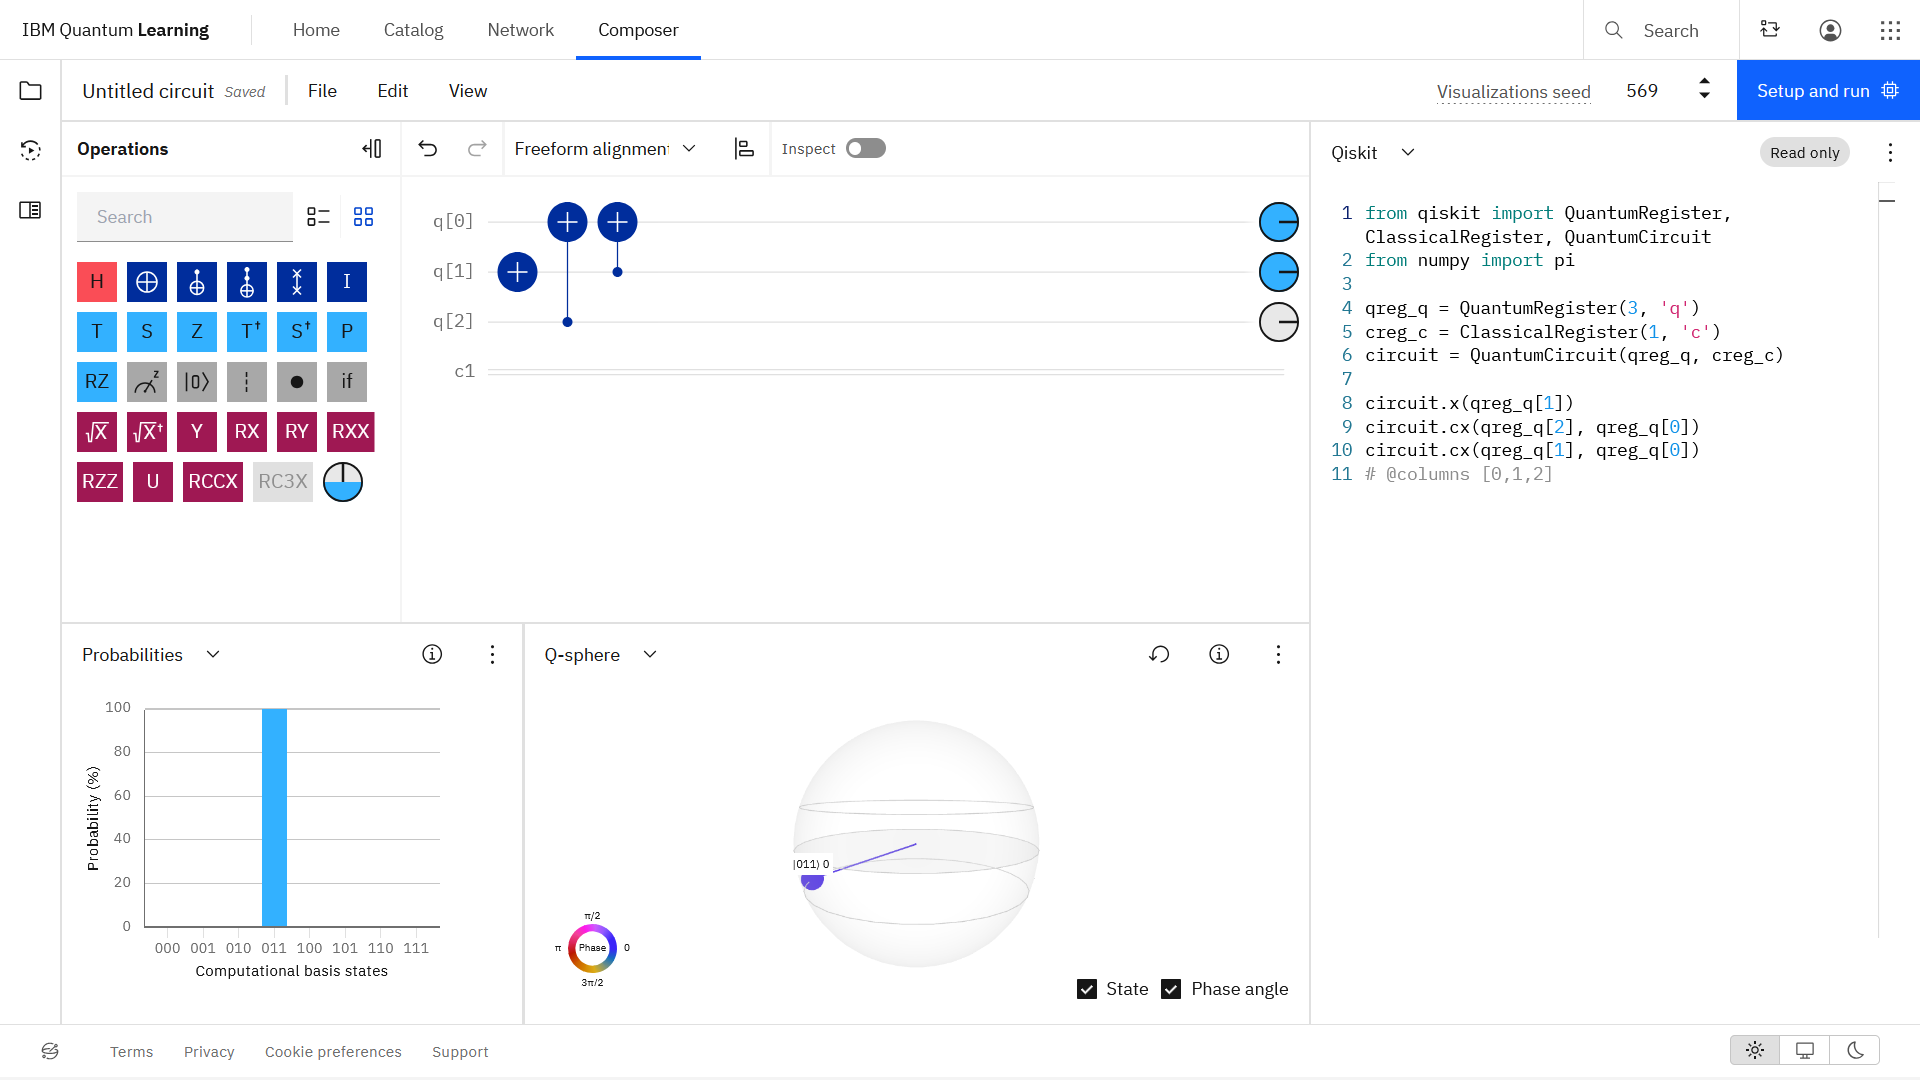 IBM Quantum Learning
Home
Catalog
Network
Composer
Search
Untitled circuit
Saved
File
Edit
View
Visualizations seed
569
Setup and run
Operations
Freeform alignmen
Inspect
Qiskit
Read only
Search
H
I
T
S
Z
T†
S†
P
RZ
z
|0⟩
if
√X
√X†
Y
RX
RY
RXX
RZZ
U
RCCX
RC3X
q[0]
q[1]
q[2]
c1
1 from qiskit import QuantumRegister,
ClassicalRegister, QuantumCircuit
2 from numpy import pi
3
4 qreg_q = QuantumRegister(3, 'q')
5 creg_c = ClassicalRegister(1, 'c')
6 circuit = QuantumCircuit(qreg_q, creg_c)
7
8 circuit.x(qreg_q[1])
9 circuit.cx(qreg_q[2], qreg_q[0])
10 circuit.cx(qreg_q[1], qreg_q[0])
11 # @columns [0,1,2]
Probabilities
Probability (%)
100
80
60
40
20
0
000 001 010 011 100 101 110 111
Computational basis states
Q-sphere
|011⟩ 0
π/2
π
Phase
0
3π/2
State
Phase angle
Terms
Privacy
Cookie preferences
Support